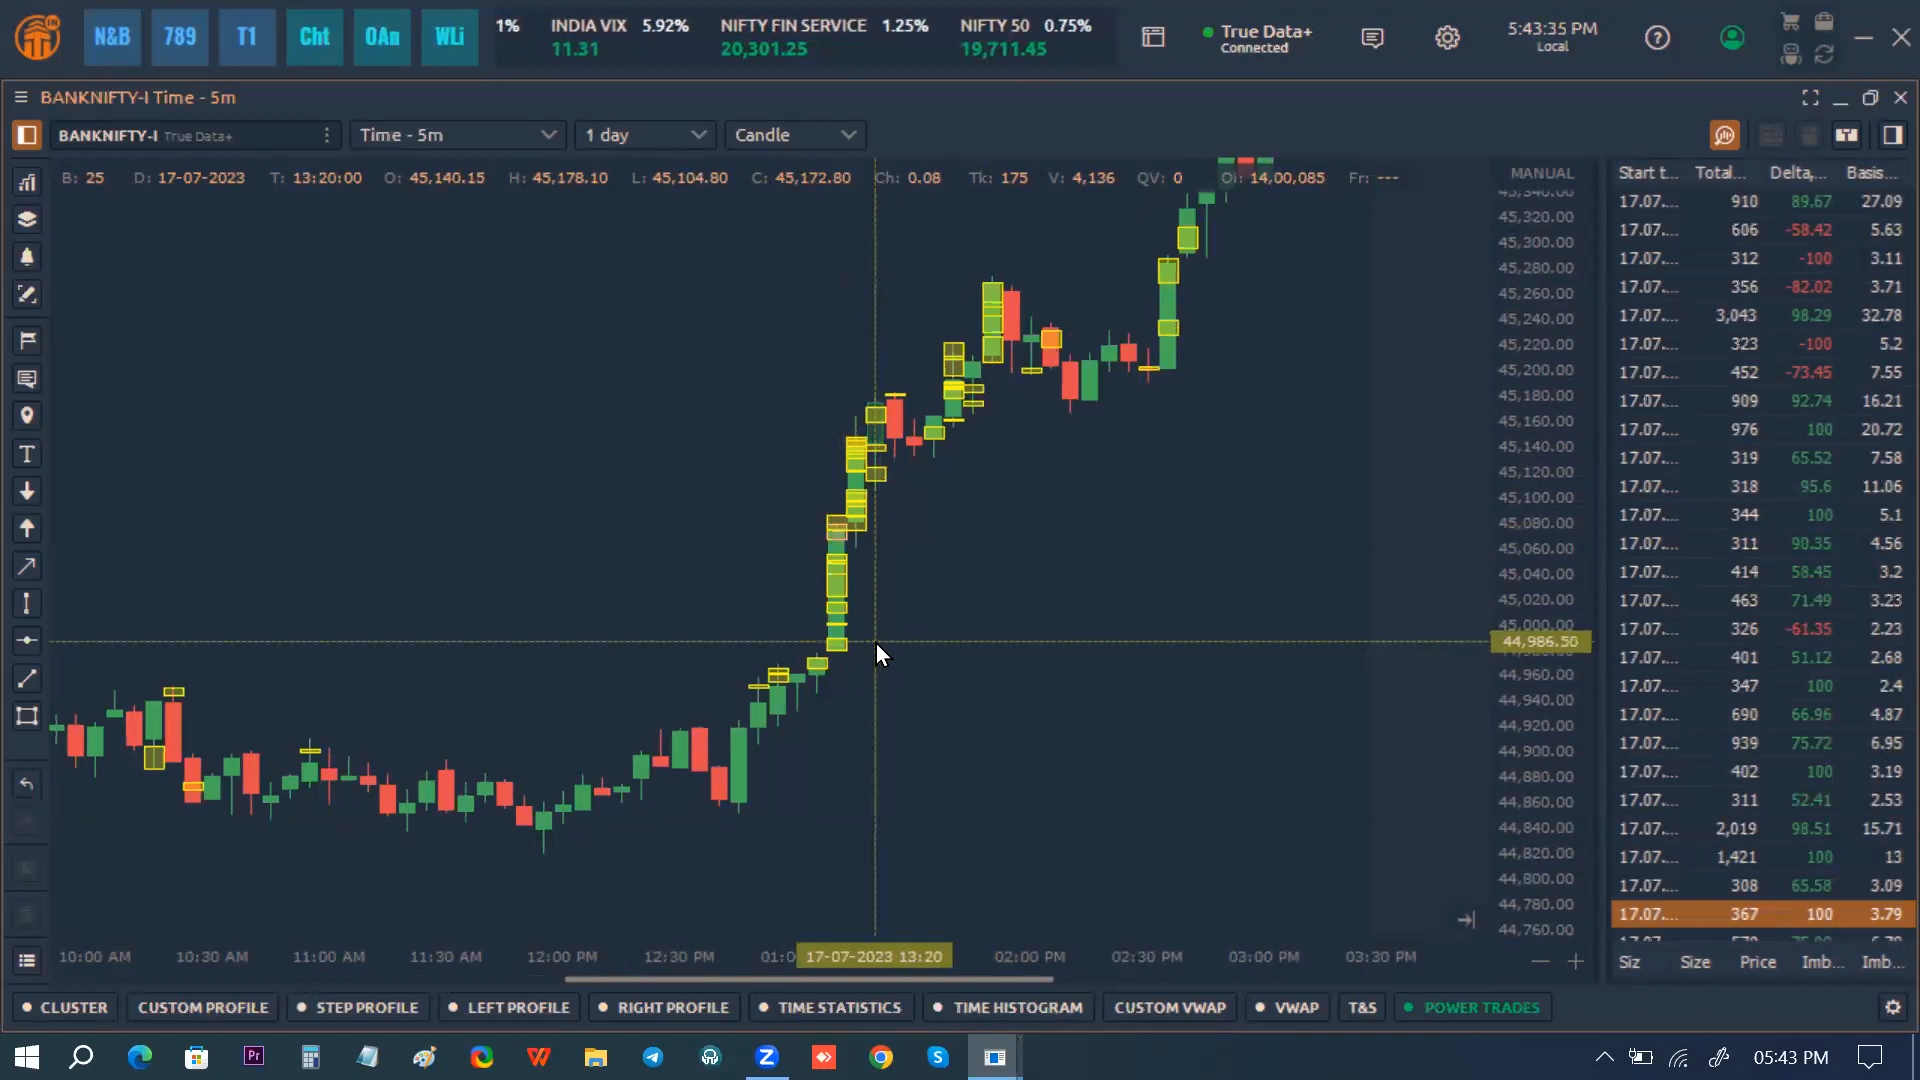 N&B 789 T1 Cht OAn WLi
1% INDIA VIX 5.92% NIFTY FIN SERVICE 1.25% NIFTY 50 0.75%
11.31 20,301.25 19,711.45
True Data+
Connected
5:43:35 PM
Local
BANKNIFTY-I Time - 5m
BANKNIFTY-I True Data+ Time - 5m 1 day Candle
B: 25 D: 17-07-2023 T: 13:20:00 O: 45,140.15 H: 45,178.10 L: 45,104.80 C: 45,172.80 Ch: 0.08 Tk: 175 V: 4,136 QV: 0 OI: 14,00,085 Fr: ---
MANUAL
45,340.00
45,320.00
45,300.00
45,280.00
45,260.00
45,240.00
45,220.00
45,200.00
45,180.00
45,160.00
45,140.00
45,120.00
45,100.00
45,080.00
45,060.00
45,040.00
45,020.00
45,000.00
44,986.50
44,960.00
44,940.00
44,920.00
44,900.00
44,880.00
44,860.00
44,840.00
44,820.00
44,800.00
44,780.00
44,760.00
Start t... Total... Delta,... Basis...
17.07.... 910 89.67 27.09
17.07.... 606 -58.42 5.63
17.07.... 312 -100 3.11
17.07.... 356 -82.02 3.71
17.07.... 3,043 98.29 32.78
17.07.... 323 -100 5.2
17.07.... 452 -73.45 7.55
17.07.... 909 92.74 16.21
17.07.... 976 100 20.72
17.07.... 319 65.52 7.58
17.07.... 318 95.6 11.06
17.07.... 344 100 5.1
17.07.... 311 90.35 4.56
17.07.... 414 58.45 3.2
17.07.... 463 71.49 3.23
17.07.... 326 -61.35 2.23
17.07.... 401 51.12 2.68
17.07.... 347 100 2.4
17.07.... 690 66.96 4.87
17.07.... 939 75.72 6.95
17.07.... 402 100 3.19
17.07.... 311 52.41 2.53
17.07.... 2,019 98.51 15.71
17.07.... 1,421 100 13
17.07.... 308 65.58 3.09
17.07.... 367 100 3.79
Siz Size Price Imb... Imb...
10:00 AM 10:30 AM 11:00 AM 11:30 AM 12:00 PM 12:30 PM 01:0 17-07-2023 13:20 02:00 PM 02:30 PM 03:00 PM 03:30 PM
CLUSTER CUSTOM PROFILE STEP PROFILE LEFT PROFILE RIGHT PROFILE TIME STATISTICS TIME HISTOGRAM CUSTOM VWAP VWAP T&S POWER TRADES
Pr 05:43 PM